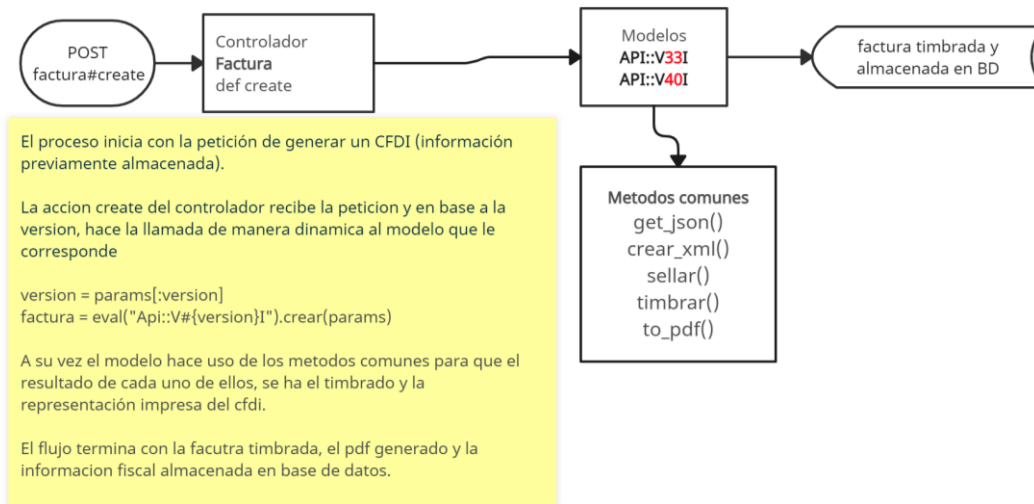 POST
factura#create
Controlador
Factura
def create
Modelos
API::V33I
API::V40I
factura timbrada y
almacenada en BD
El proceso inicia con la petición de generar un CFDI (información
previamente almacenada).
La accion create del controlador recibe la peticion y en base a la
version, hace la llamada de manera dinamica al modelo que le
corresponde
version = params[:version]
factura = eval("Api::V#{version}I").crear(params)
A su vez el modelo hace uso de los metodos comunes para que el
resultado de cada uno de ellos, se ha el timbrado y la
representación impresa del cfdi.
El flujo termina con la facutra timbrada, el pdf generado y la
informacion fiscal almacenada en base de datos.
Metodos comunes
get_json()
crear_xml()
sellar()
timbrar()
to_pdf()